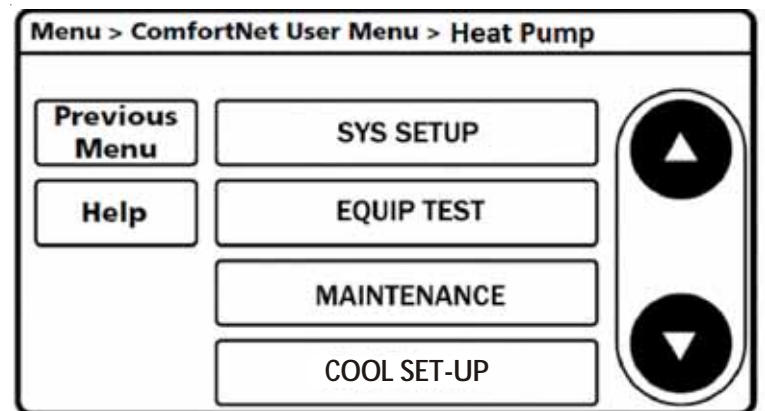 Menu > ComfortNet User Menu > Heat Pump
Previous
Menu
SYS SETUP
Help
EQUIP TEST
MAINTENANCE
COOL SET-UP